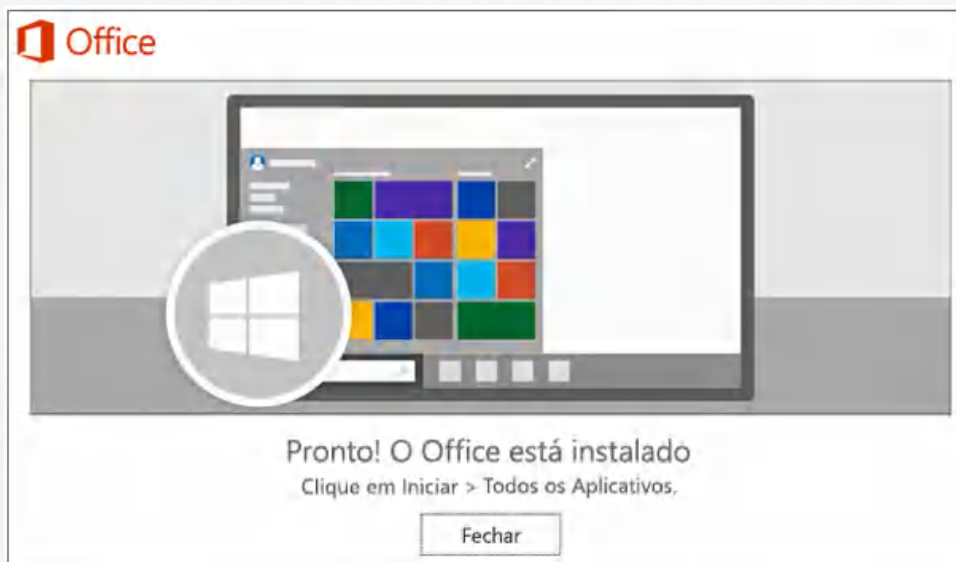 Office
Pronto! O Office está instalado
Clique em Iniciar > Todos os Aplicativos.
Fechar